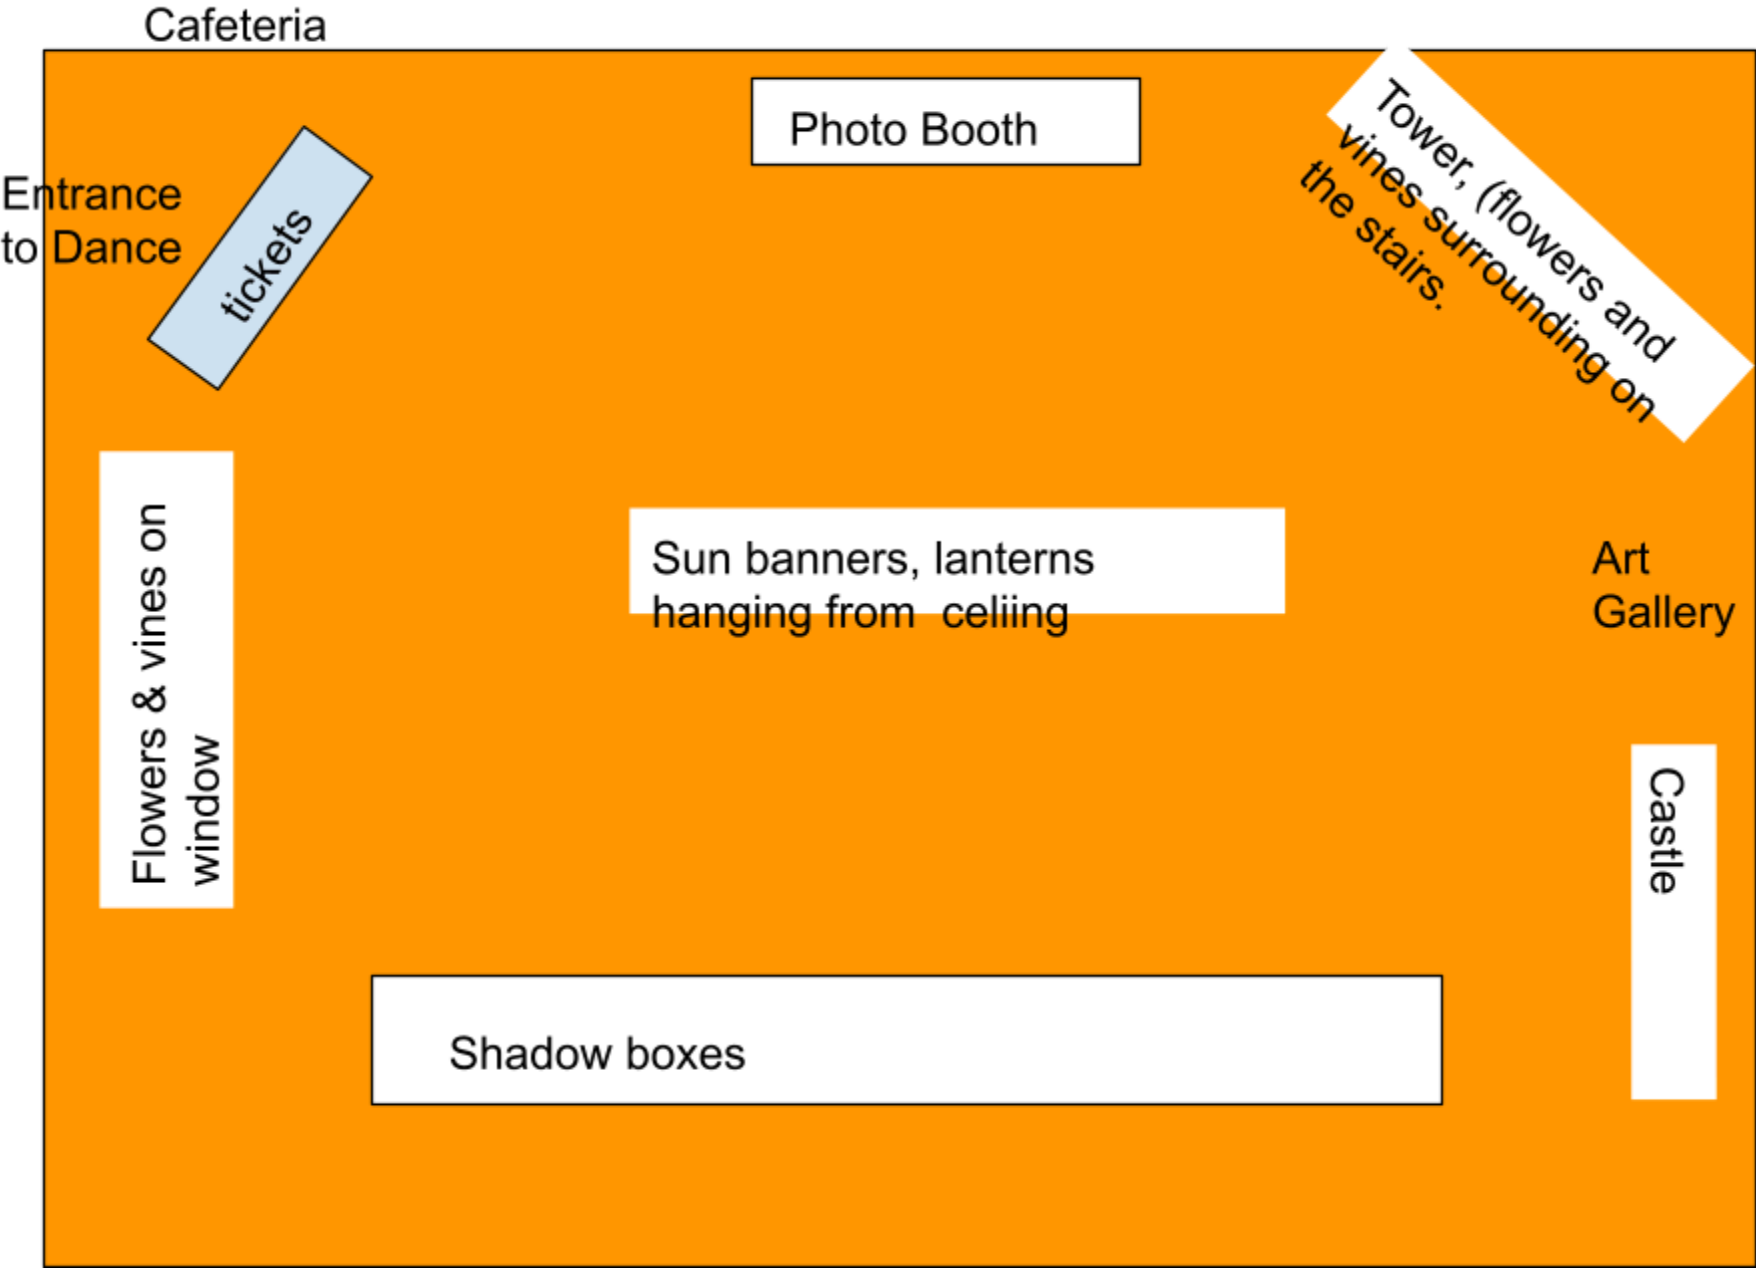 Cafeteria
Photo Booth
Tower, (flowers and
vines surrounding on
the stairs.
Entrance
to Dance
tickets
Flowers & vines on
window
Sun banners, lanterns
hanging from  celiing
Art
Gallery
Castle
Shadow boxes